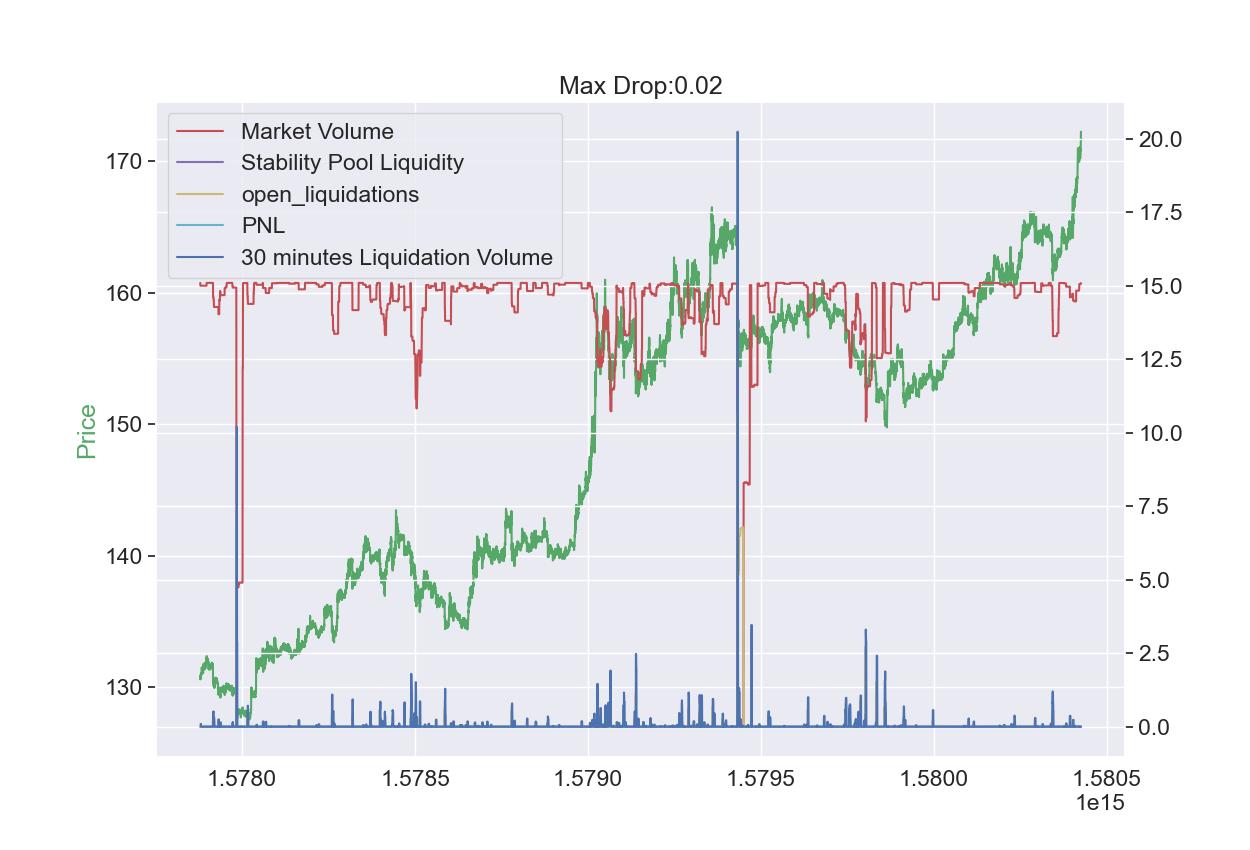 Max Drop:0.02
Market Volume
Stability Pool Liquidity
open_liquidations
PNL
30 minutes Liquidation Volume
Price
170
160
150
140
130
20.0
17.5
15.0
12.5
10.0
7.5
5.0
2.5
0.0
1.5780 1.5785 1.5790 1.5795 1.5800 1.5805
1e15